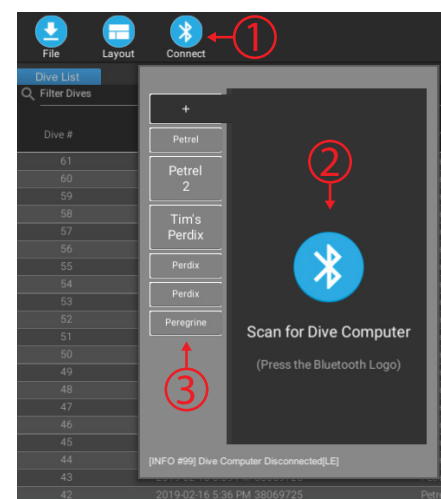 File Layout Connect
1
Dive List
Filter Dives
Dive #
+
Petrel
Petrel
2
Tim's
Perdix
Perdix
Perdix
Peregrine
2
Scan for Dive Computer
(Press the Bluetooth Logo)
3
[INFO #99] Dive Computer Disconnected[LE]
61
60
59
58
57
56
55
54
53
52
51
50
49
48
47
46
45
44
43
42 2019-02-16 5:36 PM 38069725